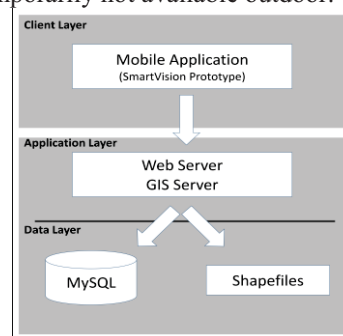 temporarily not available outdoor.
Client Layer
Mobile Application
(SmartVision Prototype)
Application Layer
Web Server
GIS Server
Data Layer
MySQL
Shapefiles